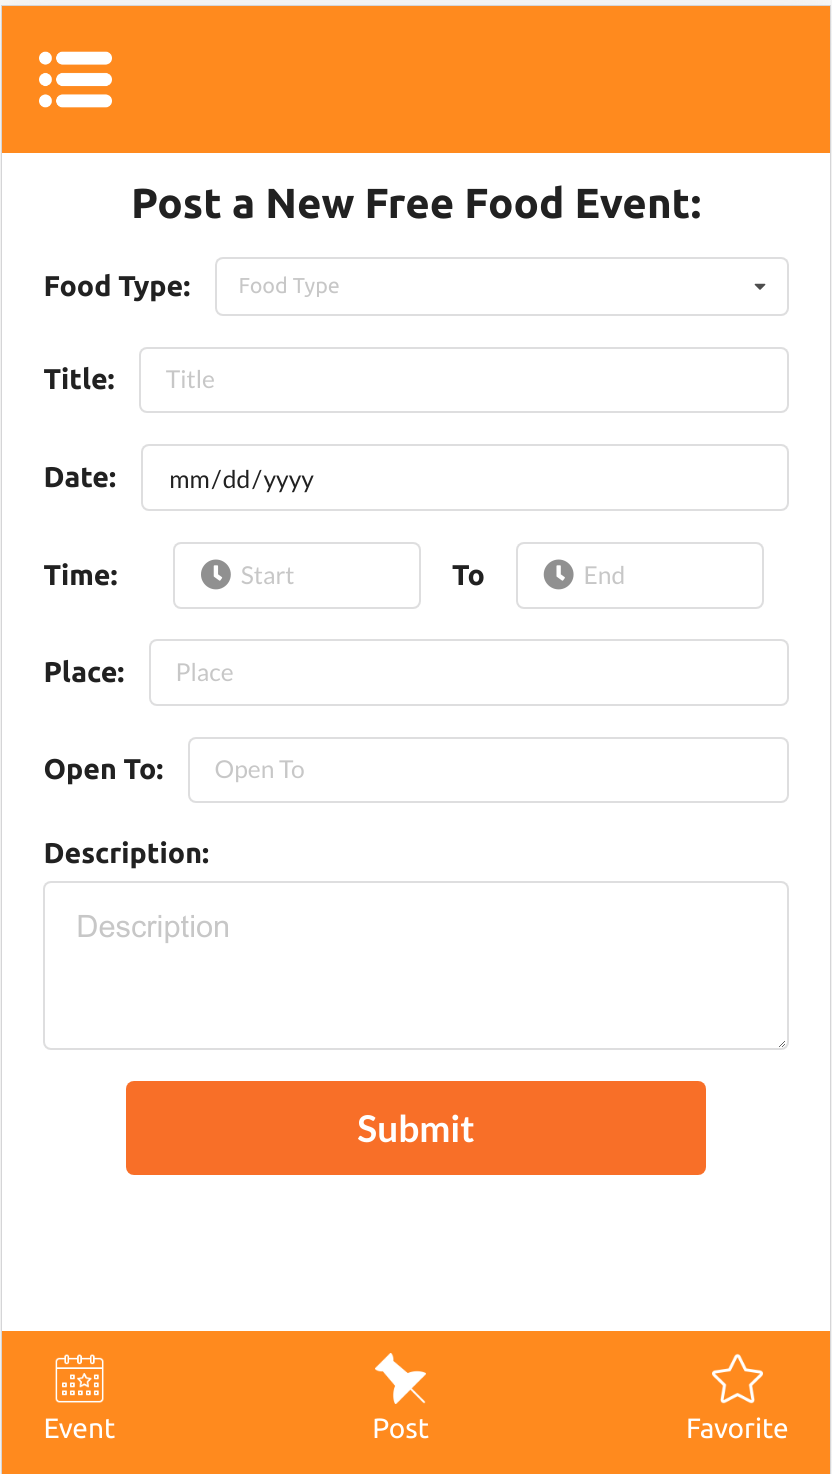 Post a New Free Food Event:
Food Type: Food Type
Title: Title
Date: mm/dd/yyyy
Time: Start To End
Place: Place
Open To: Open To
Description:
Description
Submit
Event Post Favorite